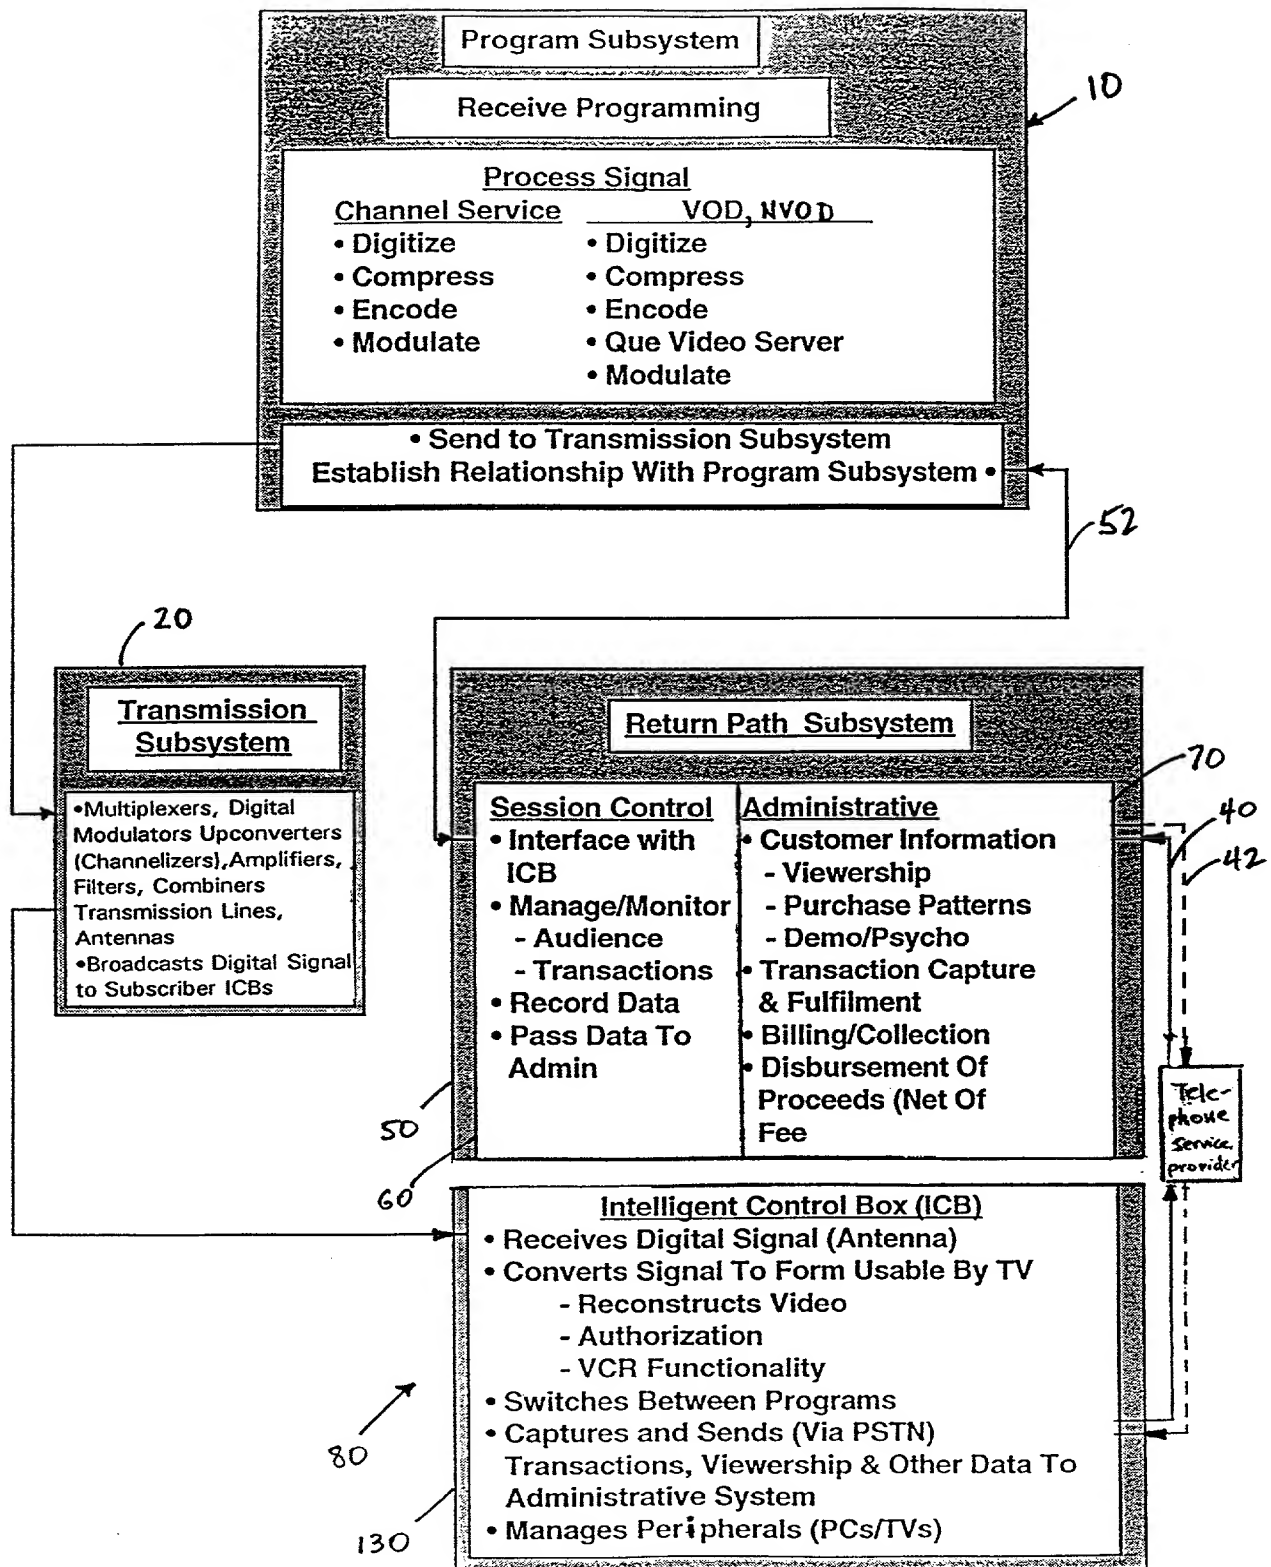 Program Subsystem
Receive Programming
10
Process Signal
Channel Service VOD, NVOD
• Digitize
• Compress
• Encode
• Modulate
• Digitize
• Compress
• Encode
• Que Video Server
• Modulate
• Send to Transmission Subsystem
Establish Relationship With Program Subsystem •
52
20
Transmission
Subsystem
•Multiplexers, Digital
Modulators Upconverters
(Channelizers),Amplifiers,
Filters, Combiners
Transmission Lines,
Antennas
•Broadcasts Digital Signal
to Subscriber ICBs
Return Path Subsystem
70
40
42
Session Control
• Interface with
ICB
• Manage/Monitor
- Audience
- Transactions
• Record Data
• Pass Data To
Admin
Administrative
• Customer Information
- Viewership
- Purchase Patterns
- Demo/Psycho
• Transaction Capture
& Fulfilment
• Billing/Collection
• Disbursement Of
Proceeds (Net Of
Fee
50
60
Tele-
phone
service
provider
Intelligent Control Box (ICB)
• Receives Digital Signal (Antenna)
• Converts Signal To Form Usable By TV
- Reconstructs Video
- Authorization
- VCR Functionality
• Switches Between Programs
• Captures and Sends (Via PSTN)
Transactions, Viewership & Other Data To
Administrative System
• Manages Peripherals (PCs/TVs)
80
130